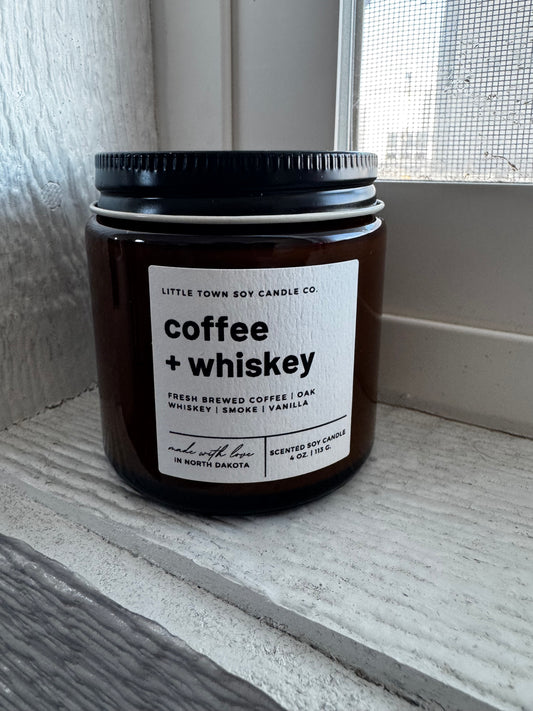 LITTLE TOWN SOY CANDLE CO.
coffee
+ whiskey
FRESH BREWED COFFEE | OAK
WHISKEY | SMOKE | VANILLA
made with love
IN NORTH DAKOTA
SCENTED SOY CANDLE
4 OZ. | 113 G.